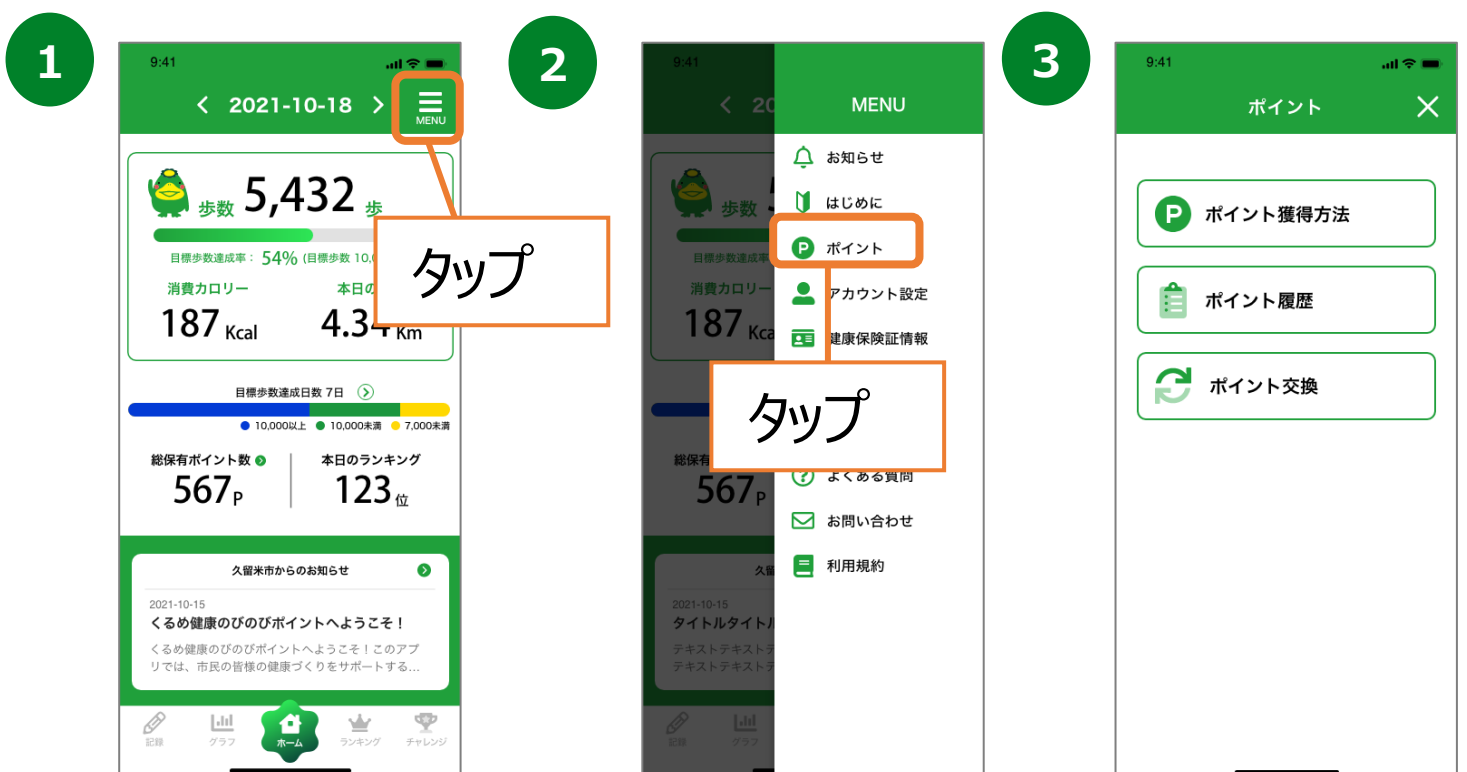 1
9:41
2021-10-18
MENU
歩数 5,432 歩
目標歩数達成率： 54% (目標歩数 10,
消費カロリー
本日の
187 Kcal
4.34 Km
タップ
目標歩数達成日数 7日
10,000以上
10,000未満
7,000未満
総保有ポイント数
本日のランキング
567 P
123 位
久留米市からのお知らせ
2021-10-15
くるめ健康のびのびポイントへようこそ！
くるめ健康のびのびポイントへようこそ！このアプ
リでは、市民の皆様の健康づくりをサポートする...
記録
グラフ
ホーム
ランキング
チャレンジ
2
9:41
20
歩数
目標歩数達成率
消費カロリー
187 Kca
総保有
567 P
久留
2021-10-15
タイトルタイトル
テキストテキストテ
テキストテキストテ
記録
グラフ
MENU
お知らせ
はじめに
P ポイント
アカウント設定
健康保険証情報
タップ
よくある質問
お問い合わせ
利用規約
3
9:41
ポイント
P ポイント獲得方法
ポイント履歴
ポイント交換